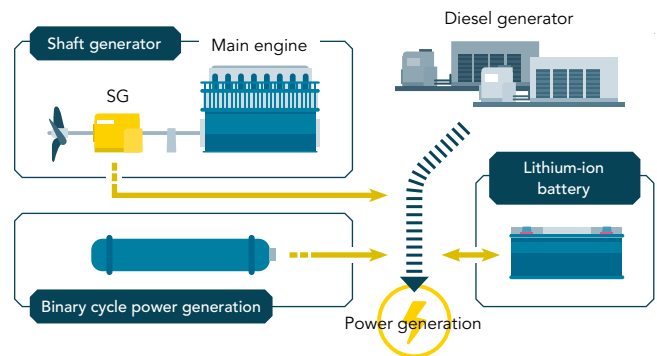 Diesel generator
Shaft generator
Main engine
SG
Lithium-ion
battery
Binary cycle power generation
Power generation